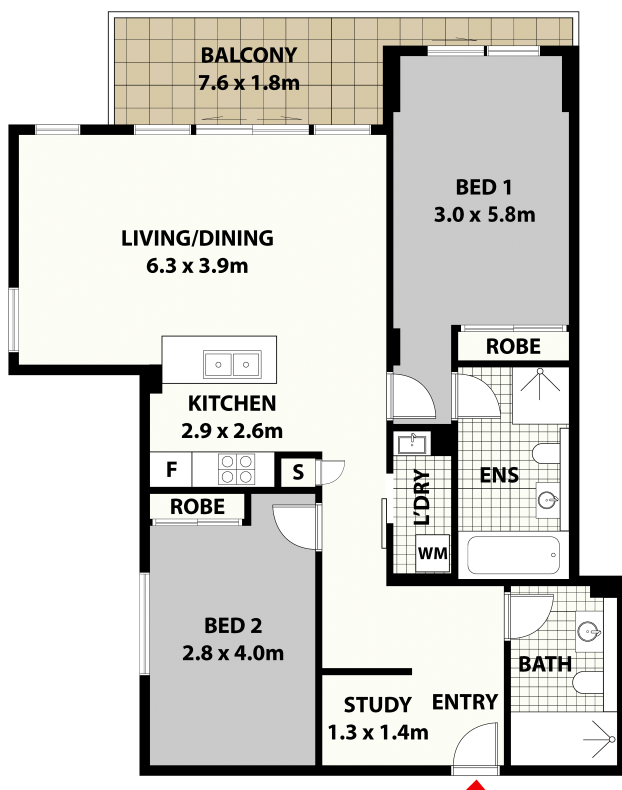 BALCONY
7.6 x 1.8m
BED 1
3.0 x 5.8m
LIVING/DINING
6.3 x 3.9m
ROBE
KITCHEN
2.9 x 2.6m
F
S
ENS
L'DRY
ROBE
WM
BED 2
2.8 x 4.0m
BATH
STUDY
1.3 x 1.4m
ENTRY